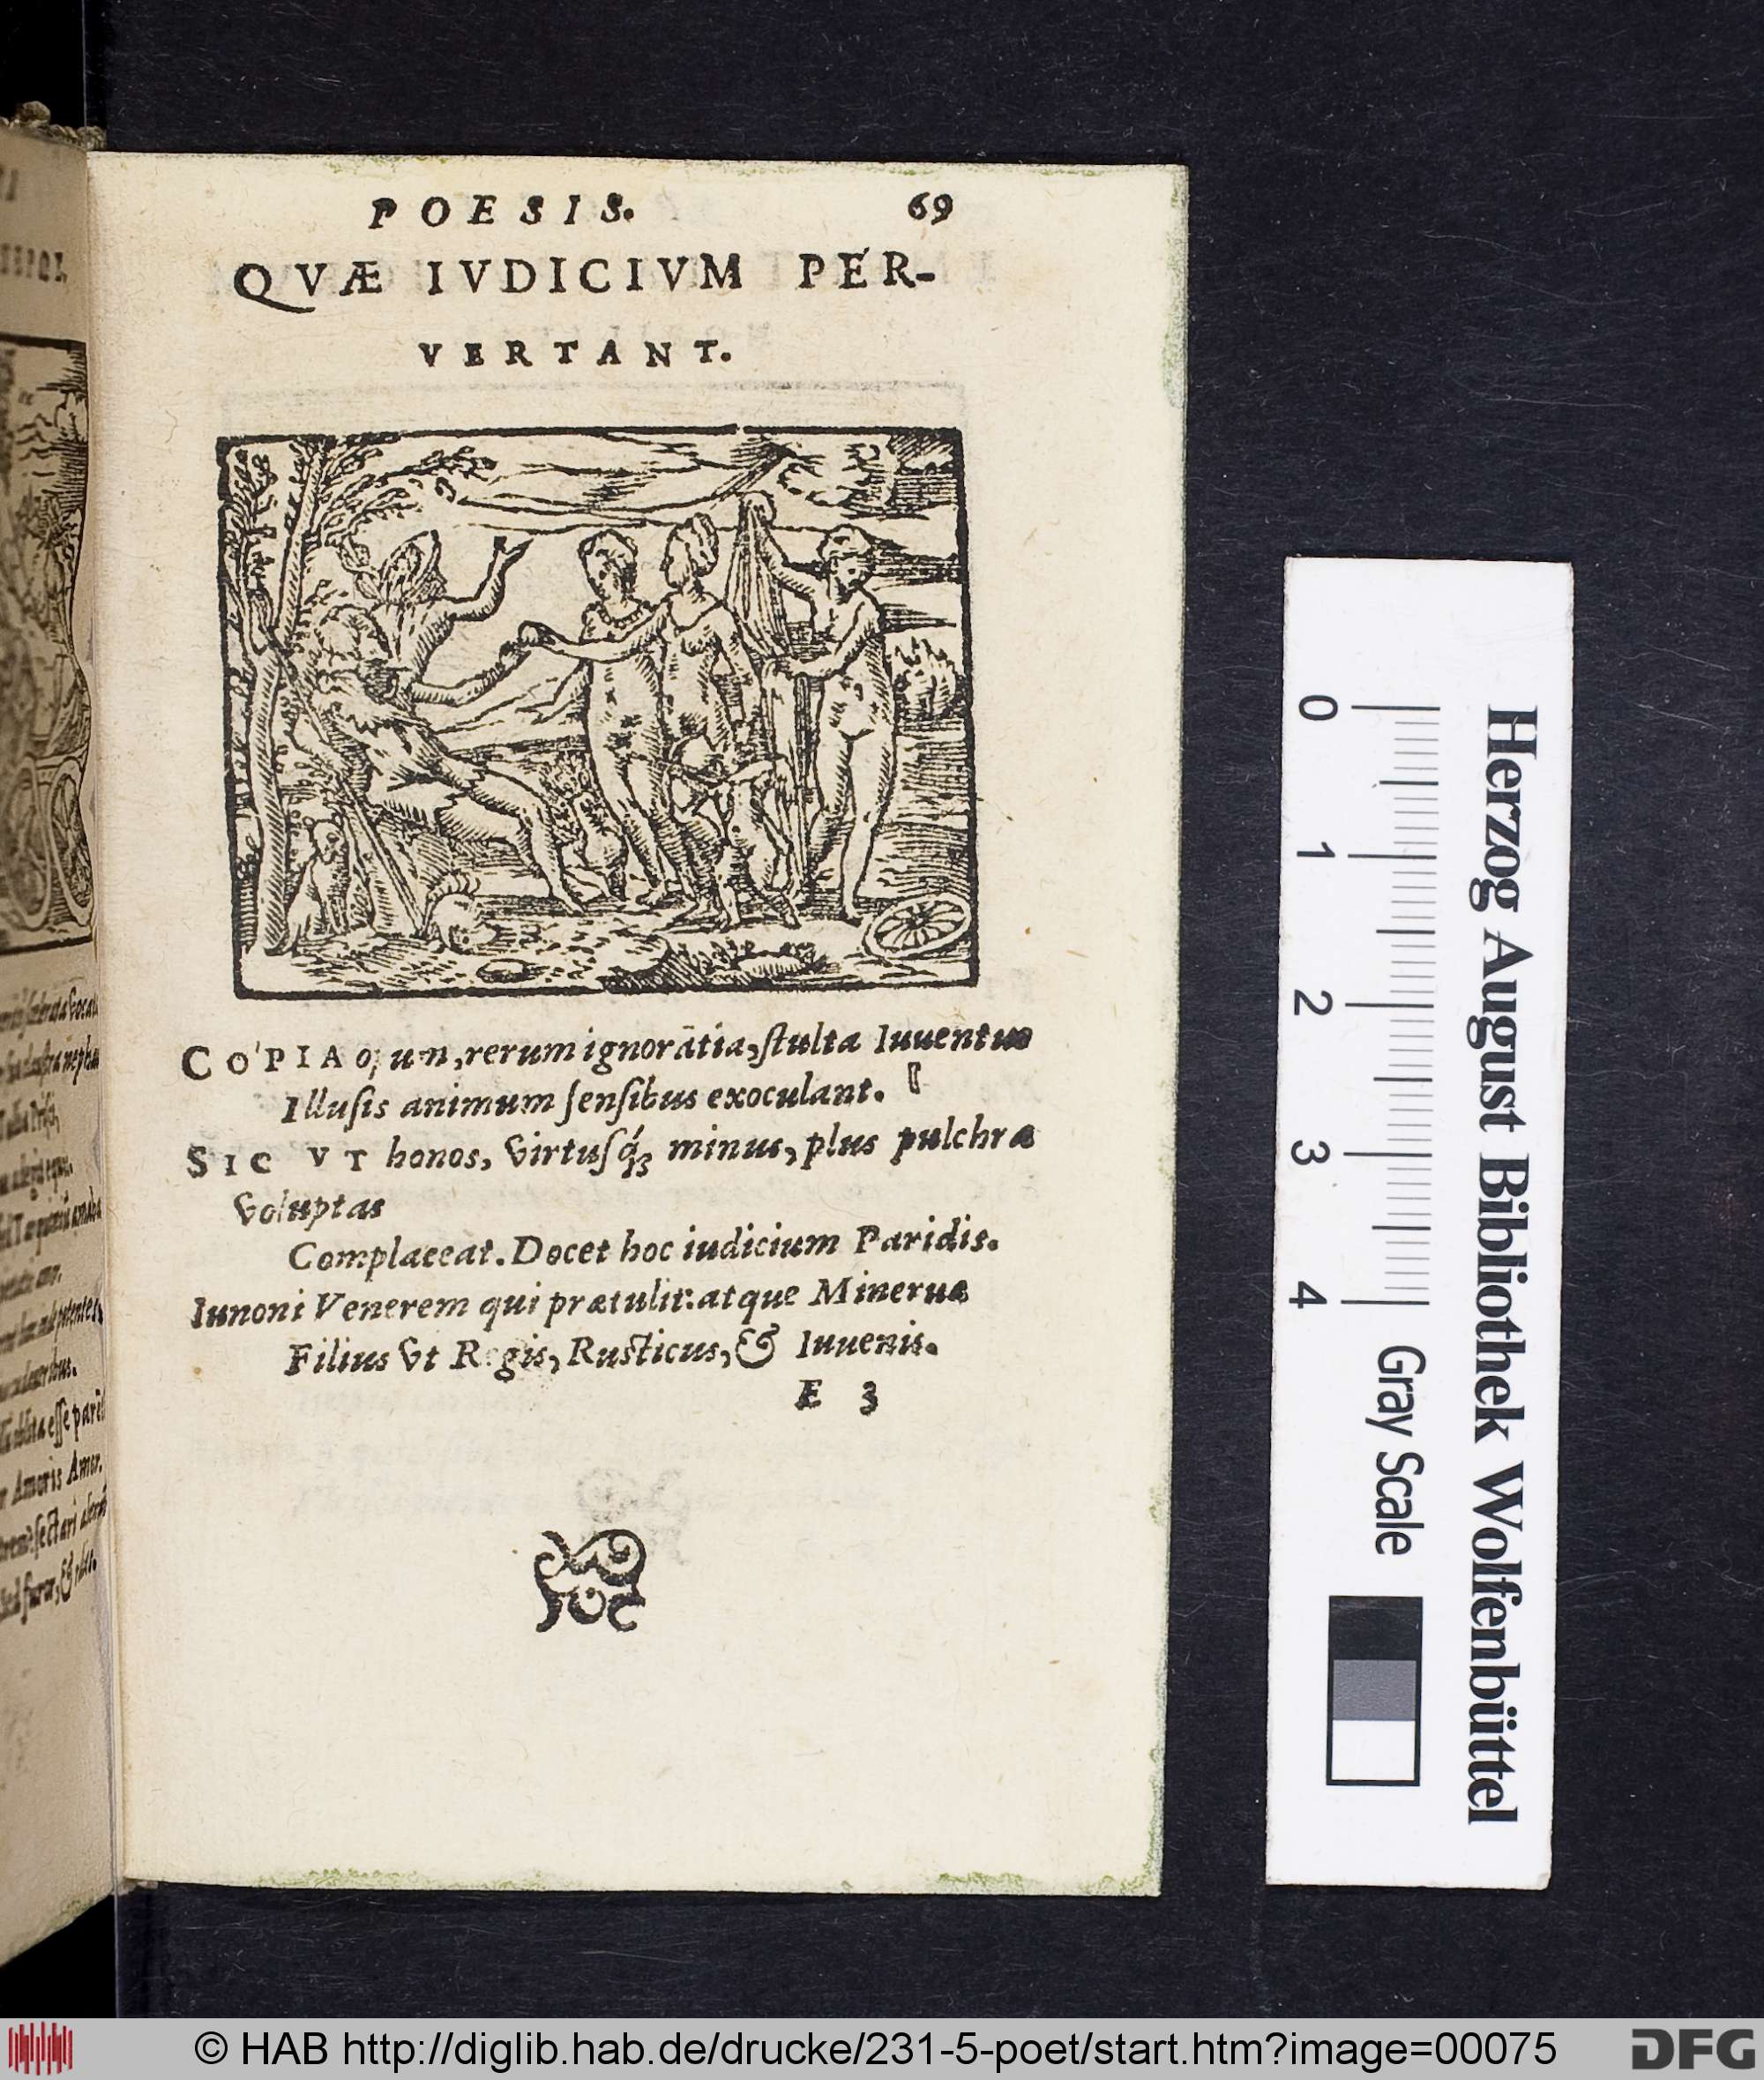 POESIS. 69
QVÆ IVDICIVM PER-
VERTANT.
COPIA opum, rerum ignorãtia, ſtulta Iuuentus
Illuſis animum ſenſibus exoculant.
SIC VT honos, virtuſq́ꝫ minus, plus pulchræ
voluptas
Complaceat. Docet hoc iudicium Paridis.
Iunoni Venerem qui prætulit: atque Mineruæ
Filius vt Regis, Ruſticus, & Iuuenis.
E 3
0 1 2 3 4 Gray Scale
Herzog August Bibliothek Wolfenbüttel
© HAB http://diglib.hab.de/drucke/231-5-poet/start.htm?image=00075
DFG